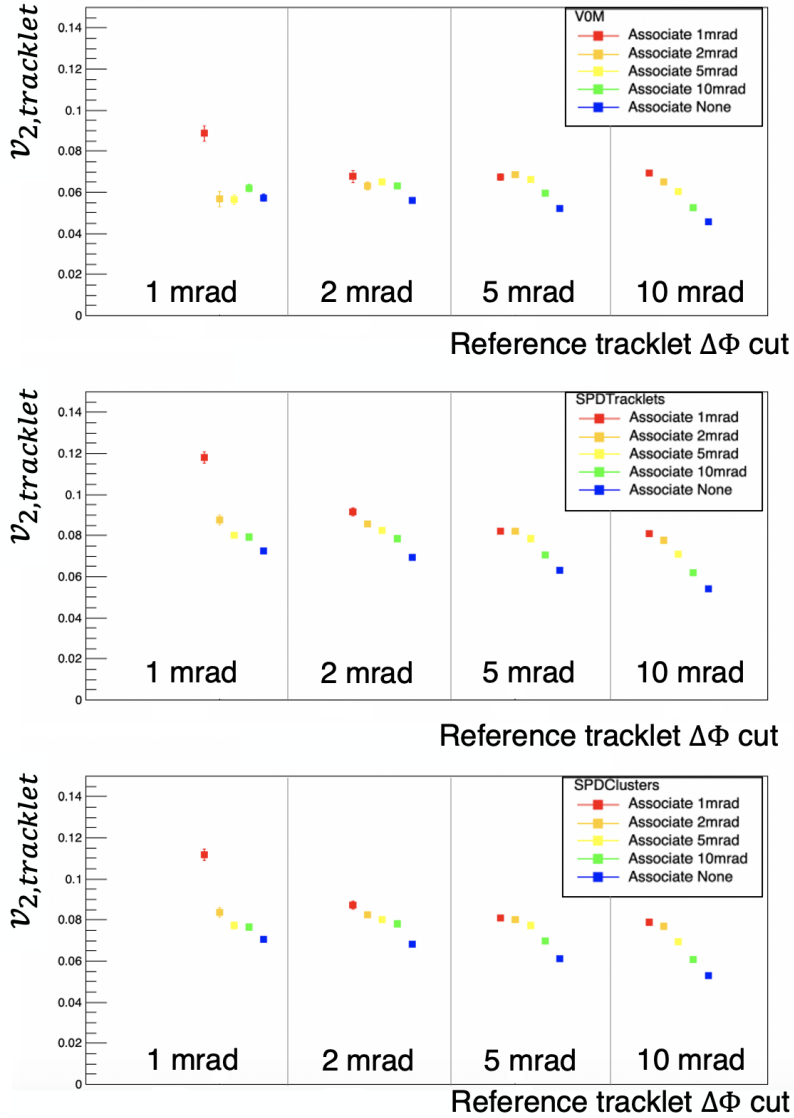 V0M
Associate 1mrad
Associate 2mrad
Associate 5mrad
Associate 10mrad
Associate None
v2,tracklet
0.14
0.12
0.1
0.08
0.06
0.04
0.02
0
1 mrad 2 mrad 5 mrad 10 mrad
Reference tracklet ΔΦ cut
SPDTracklets
Associate 1mrad
Associate 2mrad
Associate 5mrad
Associate 10mrad
Associate None
v2,tracklet
0.14
0.12
0.1
0.08
0.06
0.04
0.02
0
1 mrad 2 mrad 5 mrad 10 mrad
Reference tracklet ΔΦ cut
SPDClusters
Associate 1mrad
Associate 2mrad
Associate 5mrad
Associate 10mrad
Associate None
v2,tracklet
0.14
0.12
0.1
0.08
0.06
0.04
0.02
0
1 mrad 2 mrad 5 mrad 10 mrad
Reference tracklet ΔΦ cut